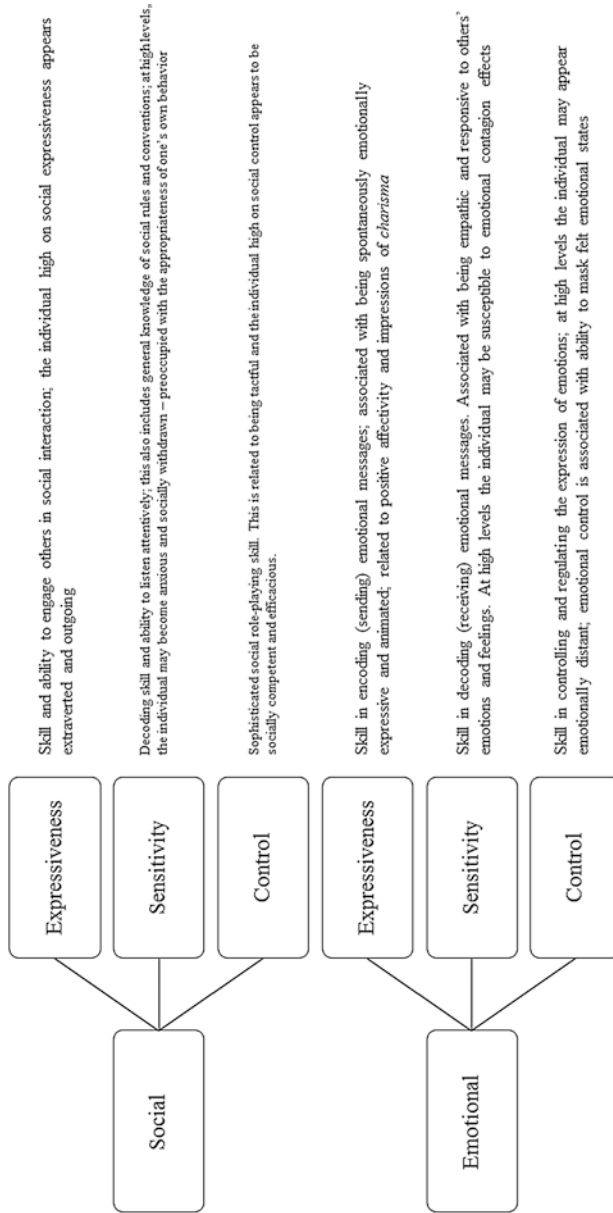 Social
Expressiveness
Skill and ability to engage others in social interaction; the individual high on social expressiveness appears
extraverted and outgoing
Sensitivity
Decoding skill and ability to listen attentively; this also includes general knowledge of social rules and conventions; at high levels,
the individual may become anxious and socially withdrawn – preoccupied with the appropriateness of one's own behavior
Control
Sophisticated social role-playing skill. This is related to being tactful and the individual high on social control appears to be
socially competent and efficacious.
Emotional
Expressiveness
Skill in encoding (sending) emotional messages; associated with being spontaneously emotionally
expressive and animated; related to positive affectivity and impressions of charisma
Sensitivity
Skill in decoding (receiving) emotional messages. Associated with being empathic and responsive to others'
emotions and feelings. At high levels the individual may be susceptible to emotional contagion effects
Control
Skill in controlling and regulating the expression of emotions; at high levels the individual may appear
emotionally distant; emotional control is associated with ability to mask felt emotional states